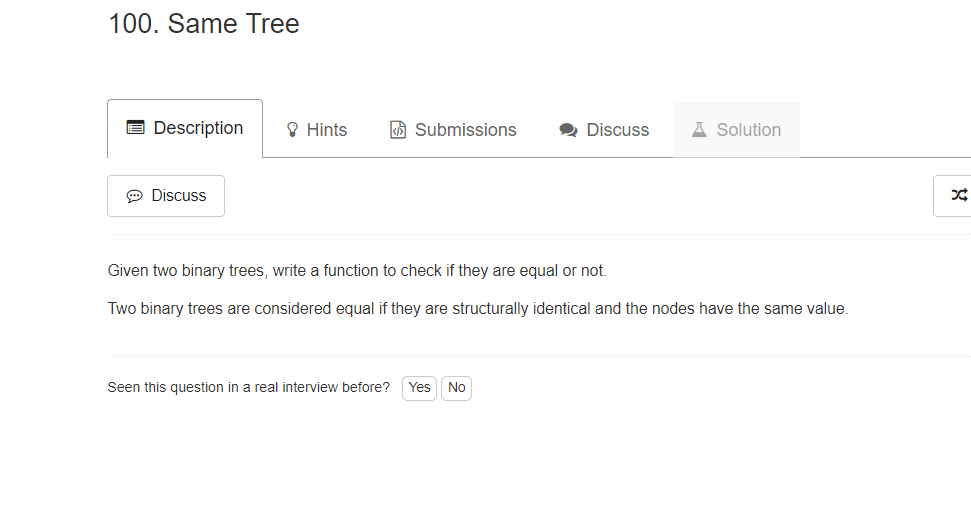 100. Same Tree
Description Hints Submissions Discuss Solution
Discuss
Given two binary trees, write a function to check if they are equal or not.
Two binary trees are considered equal if they are structurally identical and the nodes have the same value.
Seen this question in a real interview before? Yes No